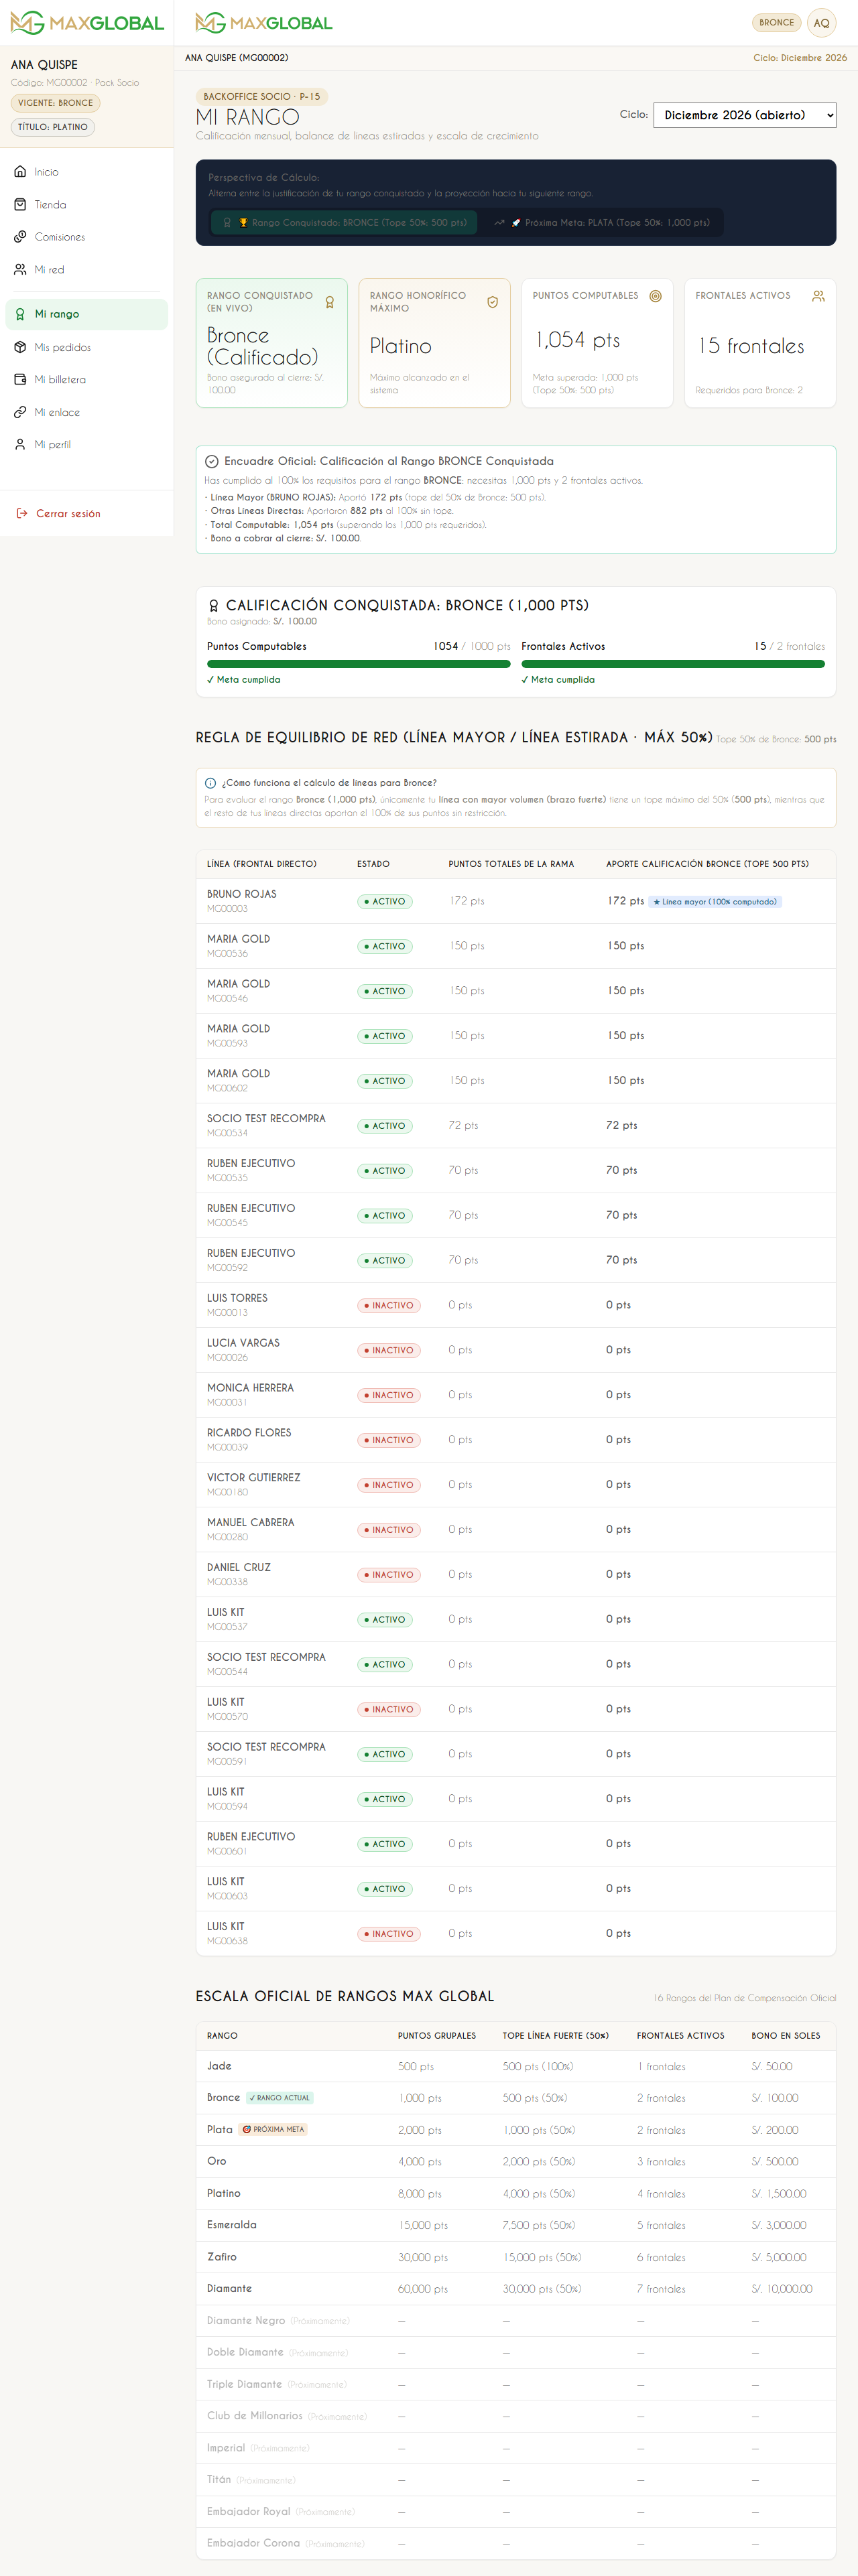 MAXGLOBAL
MAXGLOBAL
BRONCE
AQ
ANA QUISPE
Código: MG00002 · Pack Socio
VIGENTE: BRONCE
TÍTULO: PLATINO
Inicio
Tienda
Comisiones
Mi red
Mi rango
Mis pedidos
Mi billetera
Mi enlace
Mi perfil
Cerrar sesión
ANA QUISPE (MG00002)
Ciclo: Diciembre 2026
BACKOFFICE SOCIO · P-15
MI RANGO
Calificación mensual, balance de líneas estiradas y escala de crecimiento
Ciclo: Diciembre 2026 (abierto)
Perspectiva de Cálculo:
Alterna entre la justificación de tu rango conquistado y la proyección hacia tu siguiente rango.
🏆 Rango Conquistado: BRONCE (Tope 50%: 500 pts)
🚀 Próxima Meta: PLATA (Tope 50%: 1,000 pts)
RANGO CONQUISTADO
(EN VIVO)
Bronce
(Calificado)
Bono asegurado al cierre: S/.
100.00
RANGO HONORÍFICO
MÁXIMO
Platino
Máximo alcanzado en el
sistema
PUNTOS COMPUTABLES
1,054 pts
Meta superada: 1,000 pts
(Tope 50%: 500 pts)
FRONTALES ACTIVOS
15 frontales
Requeridos para Bronce: 2
Encuadre Oficial: Calificación al Rango BRONCE Conquistada
Has cumplido al 100% los requisitos para el rango BRONCE: necesitas 1,000 pts y 2 frontales activos.
· Línea Mayor (BRUNO ROJAS): Aportó 172 pts (tope del 50% de Bronce: 500 pts).
· Otras Líneas Directas: Aportaron 882 pts al 100% sin tope.
· Total Computable: 1,054 pts (superando los 1,000 pts requeridos).
· Bono a cobrar al cierre: S/. 100.00.
CALIFICACIÓN CONQUISTADA: BRONCE (1,000 PTS)
Bono asignado: S/. 100.00
Puntos Computables 1054 / 1000 pts
✓ Meta cumplida
Frontales Activos 15 / 2 frontales
✓ Meta cumplida
REGLA DE EQUILIBRIO DE RED (LÍNEA MAYOR / LÍNEA ESTIRADA · MÁX 50%) Tope 50% de Bronce: 500 pts
¿Cómo funciona el cálculo de líneas para Bronce?
Para evaluar el rango Bronce (1,000 pts), únicamente tu línea con mayor volumen (brazo fuerte) tiene un tope máximo del 50% (500 pts), mientras que
el resto de tus líneas directas aportan el 100% de sus puntos sin restricción.
LÍNEA (FRONTAL DIRECTO) ESTADO PUNTOS TOTALES DE LA RAMA APORTE CALIFICACIÓN BRONCE (TOPE 500 PTS)
BRUNO ROJAS
MG00003
ACTIVO 172 pts 172 pts ★ Línea mayor (100% computado)
MARIA GOLD
MG00536
ACTIVO 150 pts 150 pts
MARIA GOLD
MG00546
ACTIVO 150 pts 150 pts
MARIA GOLD
MG00593
ACTIVO 150 pts 150 pts
MARIA GOLD
MG00602
ACTIVO 150 pts 150 pts
SOCIO TEST RECOMPRA
MG00534
ACTIVO 72 pts 72 pts
RUBEN EJECUTIVO
MG00535
ACTIVO 70 pts 70 pts
RUBEN EJECUTIVO
MG00545
ACTIVO 70 pts 70 pts
RUBEN EJECUTIVO
MG00592
ACTIVO 70 pts 70 pts
LUIS TORRES
MG00013
INACTIVO 0 pts 0 pts
LUCIA VARGAS
MG00026
INACTIVO 0 pts 0 pts
MONICA HERRERA
MG00031
INACTIVO 0 pts 0 pts
RICARDO FLORES
MG00039
INACTIVO 0 pts 0 pts
VICTOR GUTIERREZ
MG00180
INACTIVO 0 pts 0 pts
MANUEL CABRERA
MG00280
INACTIVO 0 pts 0 pts
DANIEL CRUZ
MG00338
INACTIVO 0 pts 0 pts
LUIS KIT
MG00537
ACTIVO 0 pts 0 pts
SOCIO TEST RECOMPRA
MG00544
ACTIVO 0 pts 0 pts
LUIS KIT
MG00570
INACTIVO 0 pts 0 pts
SOCIO TEST RECOMPRA
MG00591
ACTIVO 0 pts 0 pts
LUIS KIT
MG00594
ACTIVO 0 pts 0 pts
RUBEN EJECUTIVO
MG00601
ACTIVO 0 pts 0 pts
LUIS KIT
MG00603
ACTIVO 0 pts 0 pts
LUIS KIT
MG00638
INACTIVO 0 pts 0 pts
ESCALA OFICIAL DE RANGOS MAX GLOBAL
16 Rangos del Plan de Compensación Oficial
RANGO PUNTOS GRUPALES TOPE LÍNEA FUERTE (50%) FRONTALES ACTIVOS BONO EN SOLES
Jade 500 pts 500 pts (100%) 1 frontales S/. 50.00
Bronce ✓ RANGO ACTUAL 1,000 pts 500 pts (50%) 2 frontales S/. 100.00
Plata 🎯 PRÓXIMA META 2,000 pts 1,000 pts (50%) 2 frontales S/. 200.00
Oro 4,000 pts 2,000 pts (50%) 3 frontales S/. 500.00
Platino 8,000 pts 4,000 pts (50%) 4 frontales S/. 1,500.00
Esmeralda 15,000 pts 7,500 pts (50%) 5 frontales S/. 3,000.00
Zafiro 30,000 pts 15,000 pts (50%) 6 frontales S/. 5,000.00
Diamante 60,000 pts 30,000 pts (50%) 7 frontales S/. 10,000.00
Diamante Negro (Próximamente) — — — —
Doble Diamante (Próximamente) — — — —
Triple Diamante (Próximamente) — — — —
Club de Millonarios (Próximamente) — — — —
Imperial (Próximamente) — — — —
Titán (Próximamente) — — — —
Embajador Royal (Próximamente) — — — —
Embajador Corona (Próximamente) — — — —